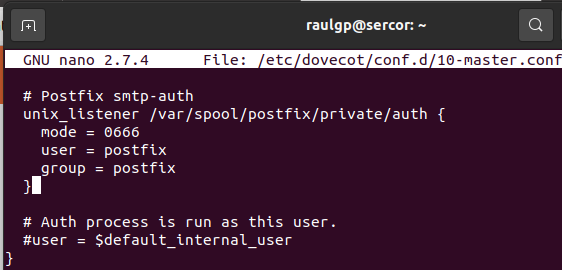 raulgp@sercor: ~
GNU nano 2.7.4 File: /etc/dovecot/conf.d/10-master.conf
# Postfix smtp-auth
unix_listener /var/spool/postfix/private/auth {
mode = 0666
user = postfix
group = postfix
}
# Auth process is run as this user.
#user = $default_internal_user
}